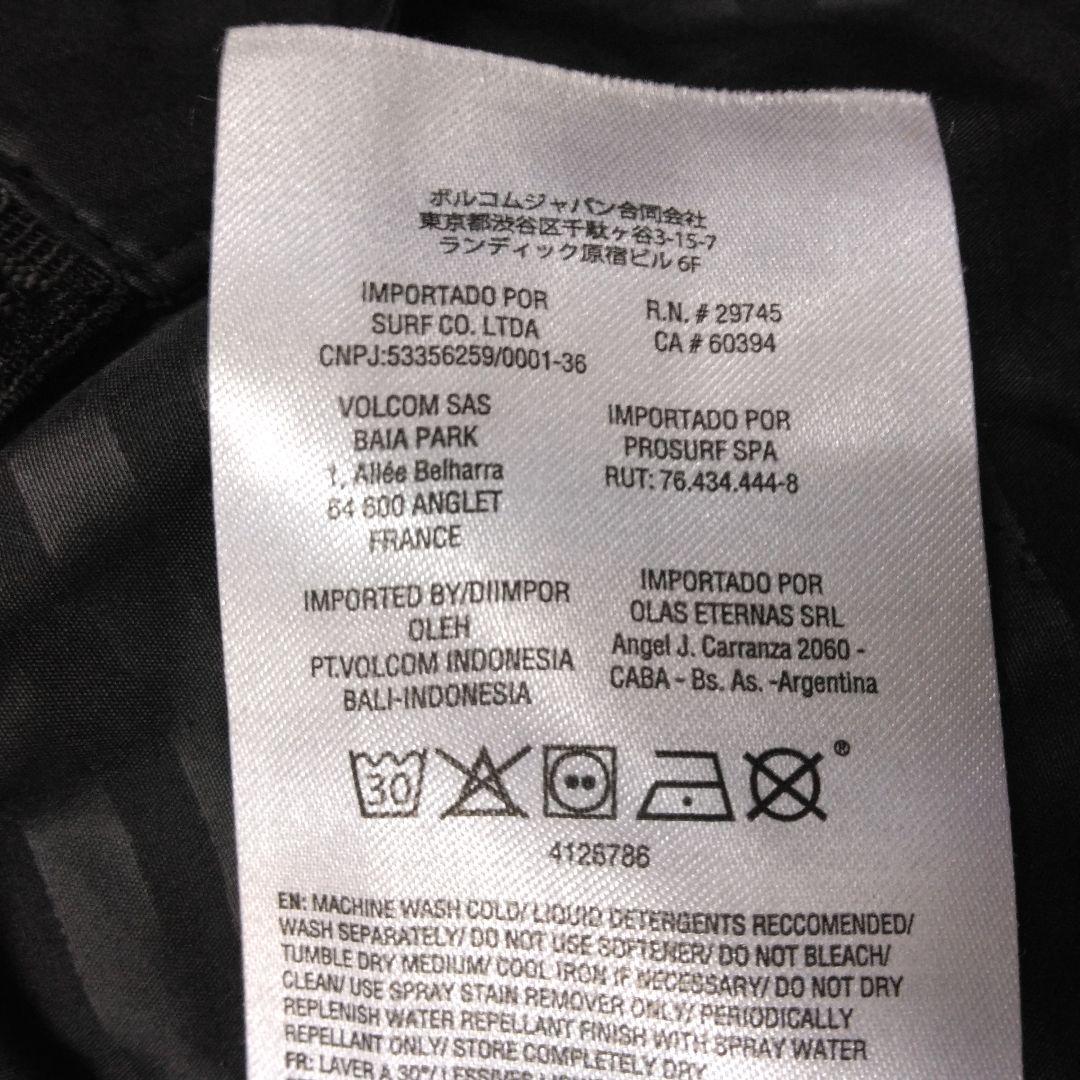 ボルコムジャパン合同会社
東京都渋谷区千駄ヶ谷3-15-7
ランディック原宿ビル 6F
IMPORTADO POR
SURF CO. LTDA
CNPJ:53356259/0001-36
R.N. # 29745
CA # 60394
VOLCOM SAS
BAIA PARK
1, Allée Belharra
64 600 ANGLET
FRANCE
IMPORTADO POR
PROSURF SPA
RUT: 76.434.444-8
IMPORTED BY/DIIMPOR
OLEH
PT.VOLCOM INDONESIA
BALI-INDONESIA
IMPORTADO POR
OLAS ETERNAS SRL
Angel J. Carranza 2060 -
CABA - Bs. As. -Argentina
30
®
4126786
EN: MACHINE WASH COLD/ LIQUID DETERGENTS RECCOMENDED/
WASH SEPARATELY/ DO NOT USE SOFTENER/ DO NOT BLEACH/
TUMBLE DRY MEDIUM/ COOL IRON IF NECESSARY/ DO NOT DRY
CLEAN/ USE SPRAY STAIN REMOVER ONLY/ PERIODICALLY
REPLENISH WATER REPELLANT FINISH WITH SPRAY WATER
REPELLANT ONLY/ STORE COMPLETELY DRY
FR: LAVER A 30°/